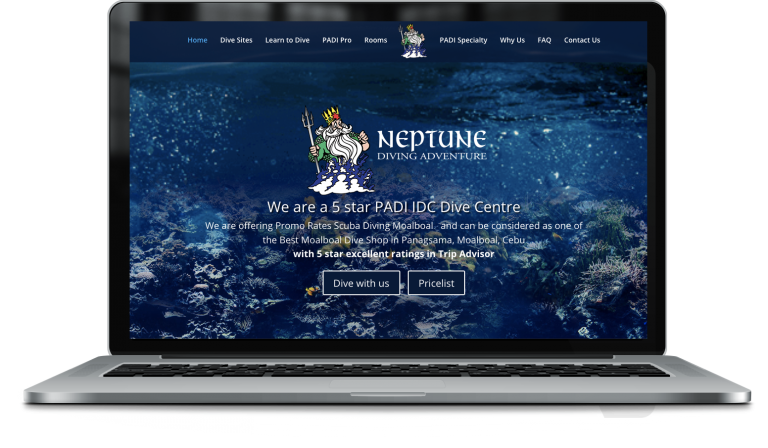 Home Dive Sites Learn to Dive PADI Pro Rooms PADI Specialty Why Us FAQ Contact Us
NEPTUNE
DIVING ADVENTURE
We are a 5 star PADI IDC Dive Centre
We are offering Promo Rates Scuba Diving Moalboal and can be considered as one of
the Best Moalboal Dive Shop in Panagsama, Moalboal, Cebu
with 5 star excellent ratings in Trip Advisor
Dive with us Pricelist